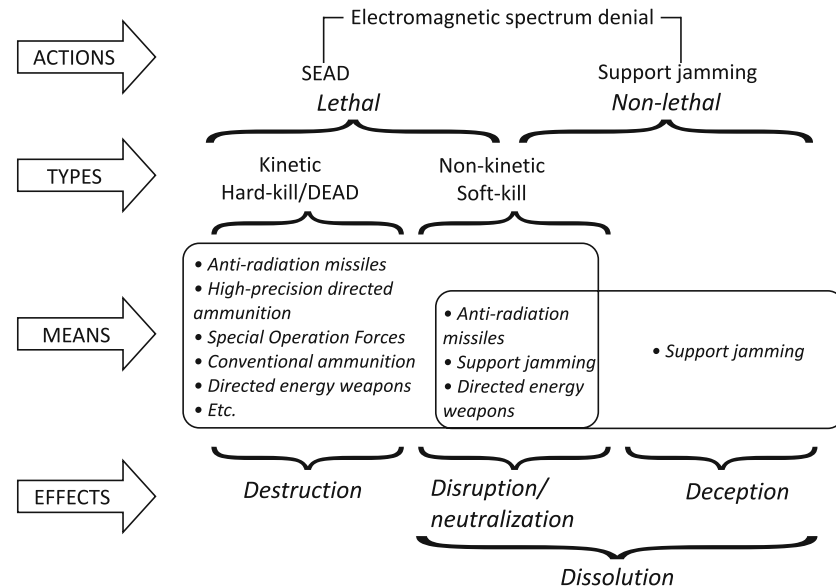 Electromagnetic spectrum denial
ACTIONS
SEAD
Support jamming
Lethal
Non-lethal
TYPES
Kinetic
Hard-kill/DEAD
Non-kinetic
Soft-kill
MEANS
• Anti-radiation missiles
• High-precision directed
ammunition
• Special Operation Forces
• Conventional ammunition
• Directed energy weapons
• Etc.
• Anti-radiation
missiles
• Support jamming
• Directed energy
weapons
• Support jamming
EFFECTS
Destruction
Disruption/
neutralization
Deception
Dissolution